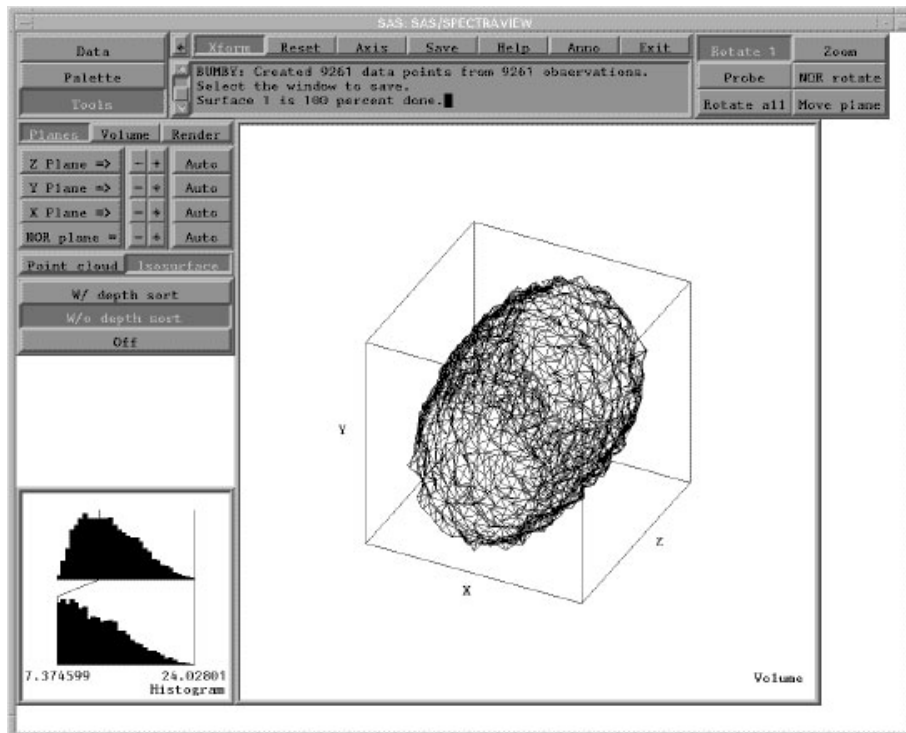 SAS: SAS/SPECTRAVIEW
Data
Palette
Tools
Xform Reset Axis Save Help Anno Exit
BUMBY: Created 9261 data points from 9261 observations.
Select the window to save.
Surface 1 is 100 percent done.
Rotate 1 Zoom
Probe NOR rotate
Rotate all Move plane
Planes Volume Render
Z Plane => - + Auto
Y Plane => - + Auto
X Plane => - + Auto
NOR plane = - + Auto
Point cloud Isosurface
W/ depth sort
W/o depth sort
Off
Y
Z
X
7.374599 24.02801
Histogram
Volume